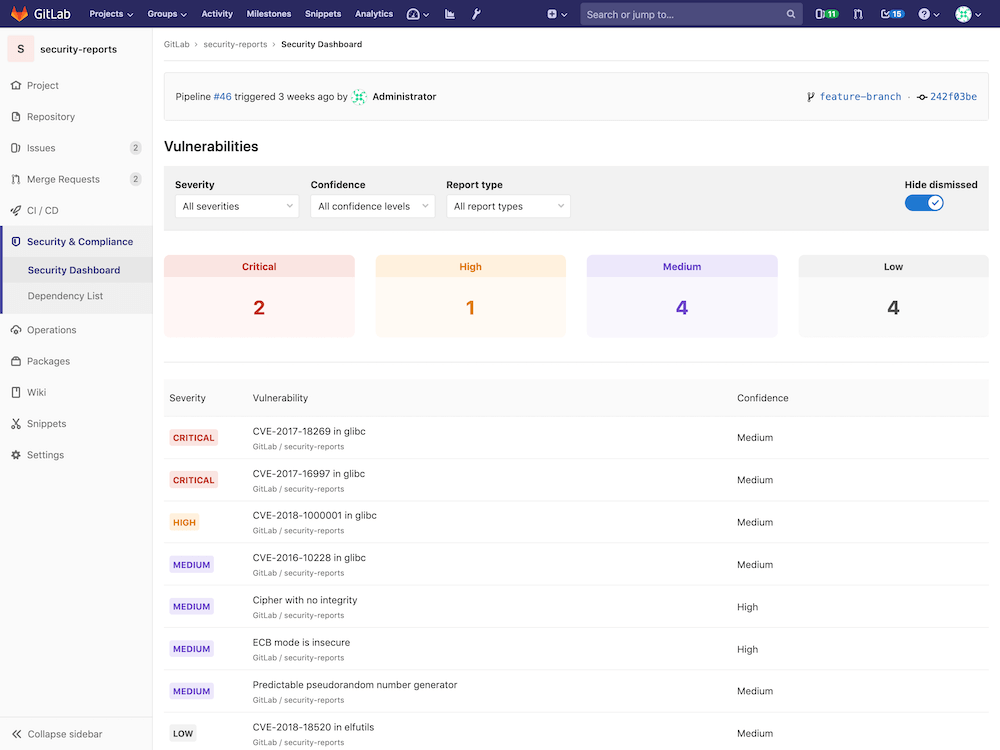 GitLab Projects Groups Activity Milestones Snippets Analytics Search or jump to... 11 15 ?
S security-reports
Project
Repository
Issues 2
Merge Requests 2
CI / CD
Security & Compliance
Security Dashboard
Dependency List
Operations
Packages
Wiki
Snippets
Settings
Collapse sidebar
GitLab › security-reports › Security Dashboard
Pipeline #46 triggered 3 weeks ago by Administrator feature-branch · 242f03be
Vulnerabilities
Severity Confidence Report type Hide dismissed
All severities All confidence levels All report types
Critical High Medium Low
2 1 4 4
Severity Vulnerability Confidence
CRITICAL CVE-2017-18269 in glibc Medium
GitLab / security-reports
CRITICAL CVE-2017-16997 in glibc Medium
GitLab / security-reports
HIGH CVE-2018-1000001 in glibc Medium
GitLab / security-reports
MEDIUM CVE-2016-10228 in glibc Medium
GitLab / security-reports
MEDIUM Cipher with no integrity High
GitLab / security-reports
MEDIUM ECB mode is insecure High
GitLab / security-reports
MEDIUM Predictable pseudorandom number generator Medium
GitLab / security-reports
LOW CVE-2018-18520 in elfutils Medium
GitLab / security-reports